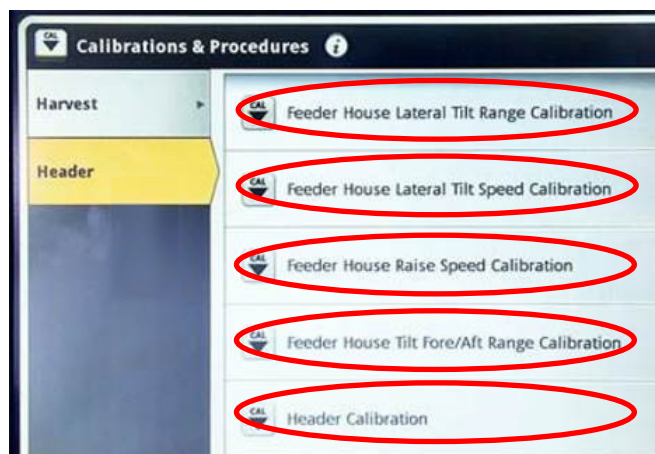 CAL
Calibrations & Procedures i
Harvest
Header
CAL
Feeder House Lateral Tilt Range Calibration
CAL
Feeder House Lateral Tilt Speed Calibration
CAL
Feeder House Raise Speed Calibration
CAL
Feeder House Tilt Fore/Aft Range Calibration
CAL
Header Calibration